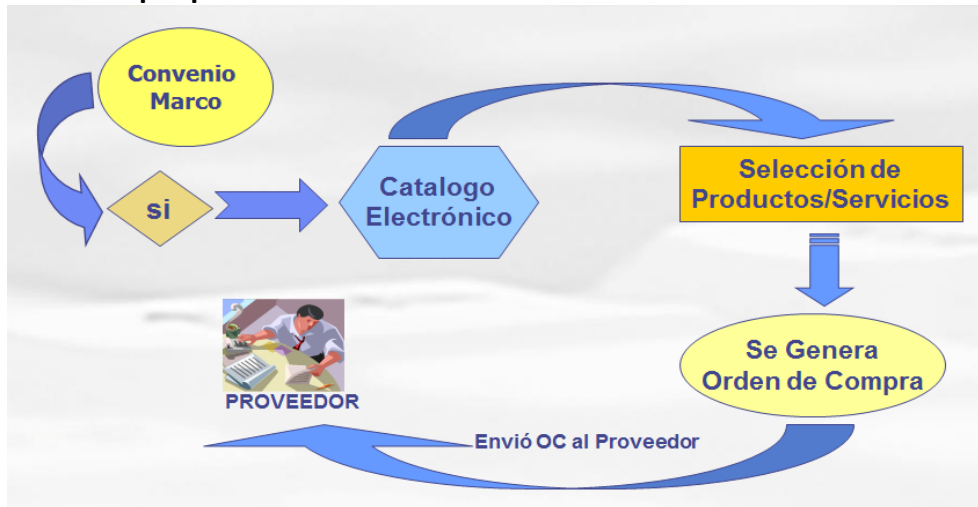 Convenio
Marco
si
Catalogo
Electrónico
Selección de
Productos/Servicios
Se Genera
Orden de Compra
Envió OC al Proveedor
PROVEEDOR